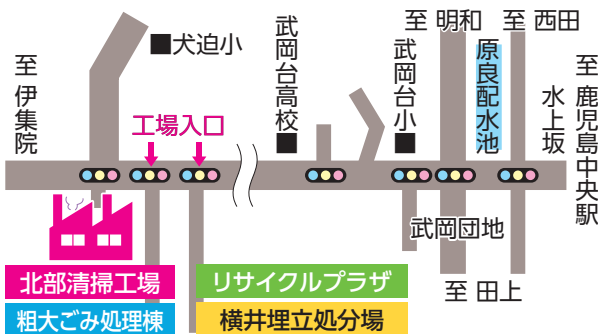 至 明和
至 西田
■犬迫小
武岡台高校■
武岡台小■
原良配水池
水上坂
至 鹿児島中央駅
至 伊集院
工場入口
武岡団地
至 田上
北部清掃工場
リサイクルプラザ
粗大ごみ処理棟
横井埋立処分場